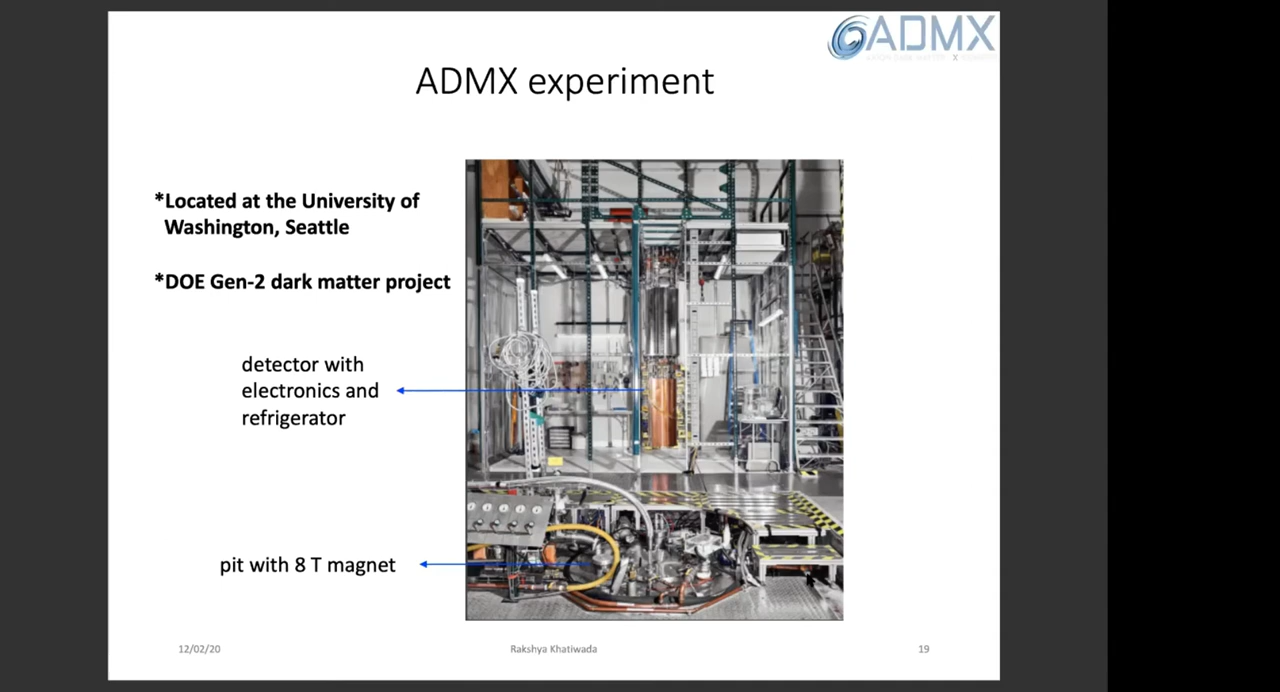 ADMX
ADMX experiment
*Located at the University of
Washington, Seattle
*DOE Gen-2 dark matter project
detector with
electronics and
refrigerator
pit with 8 T magnet
12/02/20
Rakshya Khatiwada
19